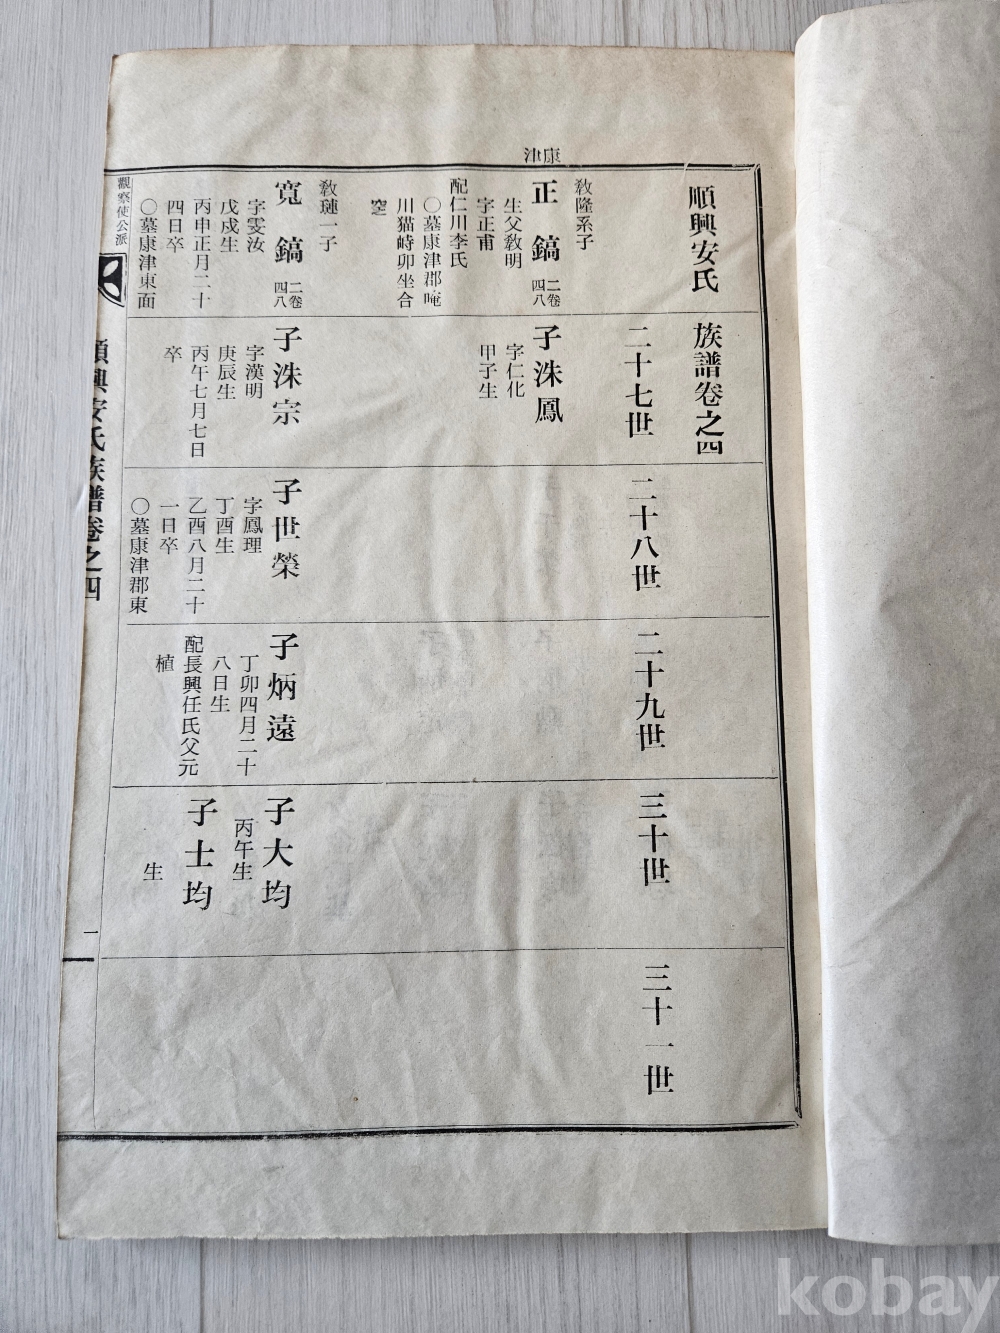 津康
順興安氏族譜卷之四
二十七世
二十八世
二十九世
三十世
三十一世
敎隆系子
正鎬
二卷
四八
生父敎明
字正甫
配仁川李氏
〇墓康津郡唵
川猫峙卯坐合
窆
子洙鳳
字仁化
甲子生
敎璉一子
寬鎬
二卷
四八
字雯汝
戊戌生
丙申正月二十
四日卒
〇墓康津東面
子洙宗
字漢明
庚辰生
丙午七月七日
卒
子世榮
字鳳理
丁酉生
乙酉八月二十
一日卒
〇墓康津郡東
子炳遠
丁卯四月二十
八日生
配長興任氏父元
植
子大均
丙午生
子士均
生
觀察使公派
順興安氏族譜卷之四
一
kobay